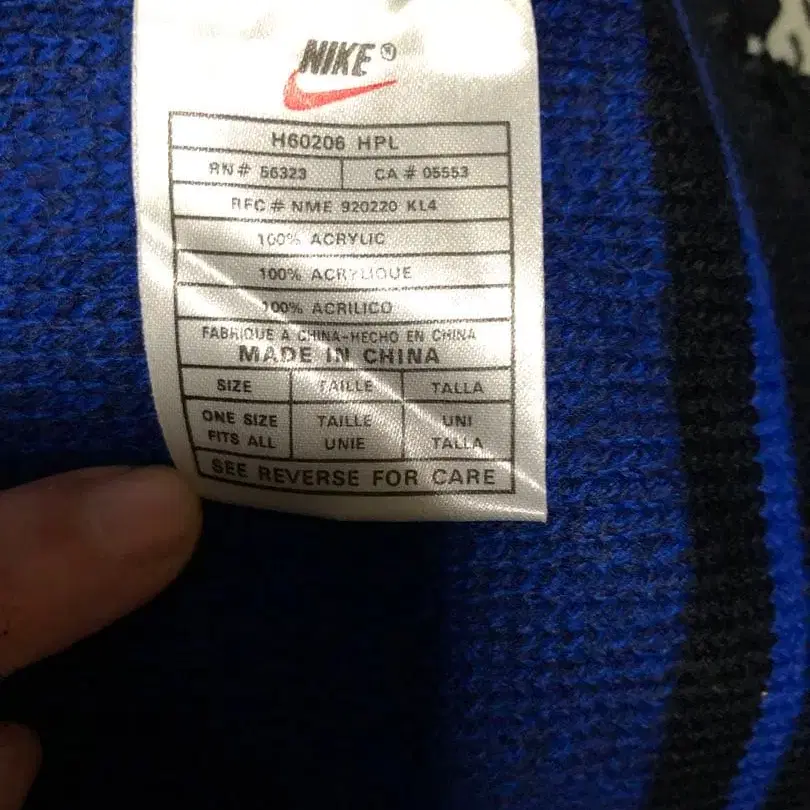 NIKE®
H60206 HPL
RN # 56323 CA # 05553
RFC # NME 920220 KL4
100% ACRYLIC
100% ACRYLIQUE
100% ACRILICO
FABRIQUE A CHINA-HECHO EN CHINA
MADE IN CHINA
SIZE TAILLE TALLA
ONE SIZE TAILLE UNI
FITS ALL UNIE TALLA
SEE REVERSE FOR CARE